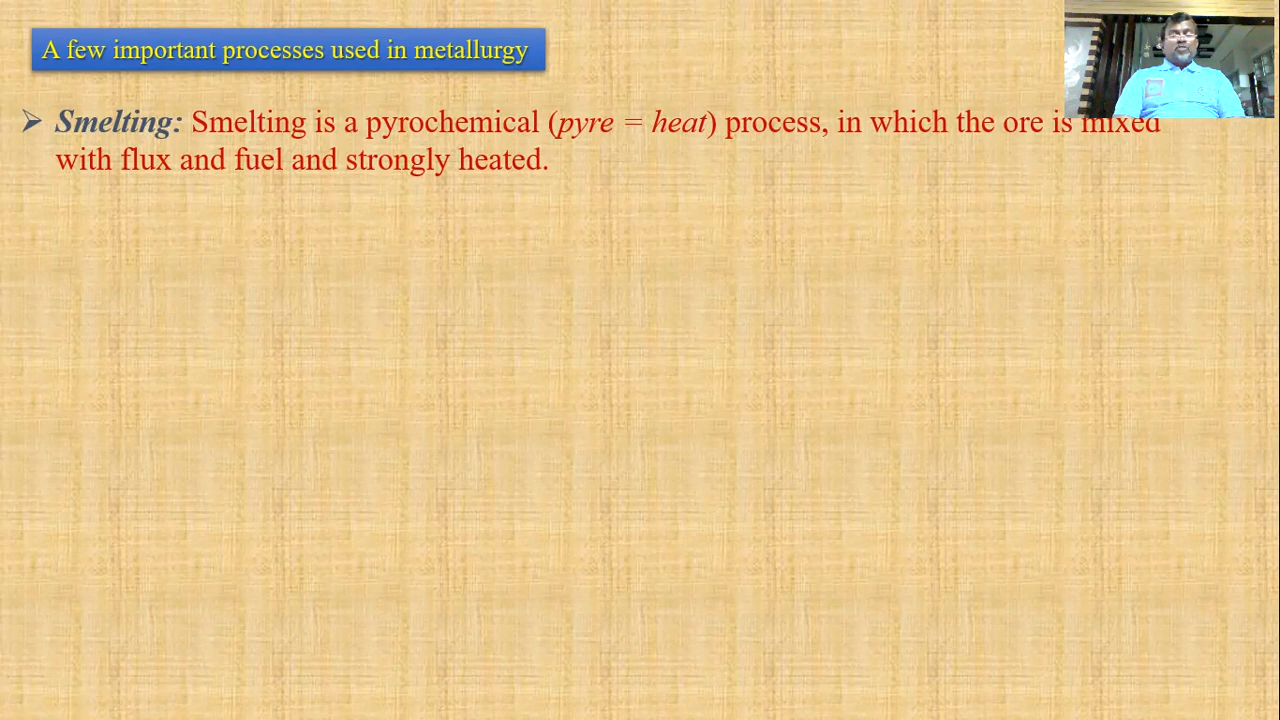 A few important processes used in metallurgy
➢ Smelting: Smelting is a pyrochemical (pyre = heat) process, in which the ore is mixed
with flux and fuel and strongly heated.